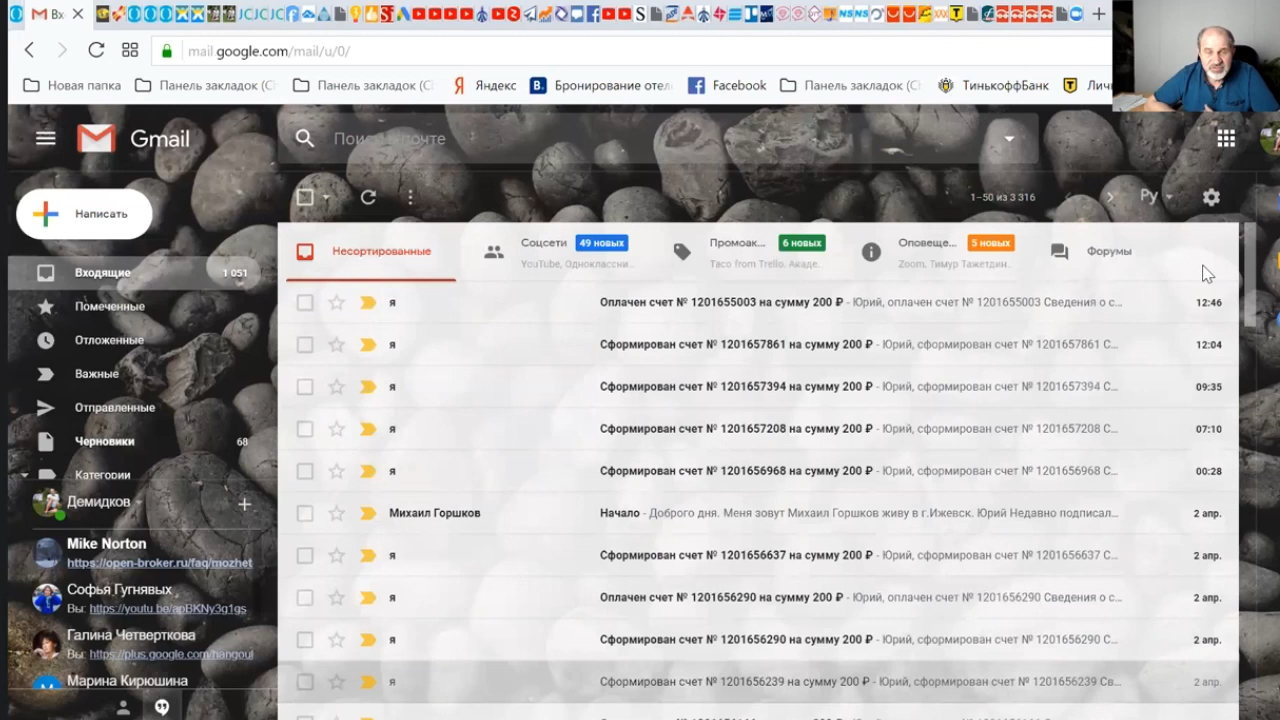 Вх
mail.google.com/mail/u/0/
Новая папка
Панель закладок (С
Панель закладок (С
Яндекс
Бронирование оте
Facebook
Панель закладок (С
ТинькоффБанк
Gmail
Поиск в почте
1–50 из 3 316
Ру
Написать
Несортированные
Соцсети
49 новых
YouTube, Одноклассни...
Промоак...
6 новых
Taco from Trello, Акаде...
Оповеще...
5 новых
Zoom, Тимур Тажетдин...
Форумы
Входящие 1 051
Помеченные
Отложенные
Важные
Отправленные
Черновики 68
Категории
Демидков
Mike Norton
https://open-broker.ru/faq/mozhet
Софья Гугнявых
Вы: https://youtu.be/apBKNy3g1gs
Галина Четверткова
Вы: https://plus.google.com/hangout
Марина Кирюшина
я Оплачен счет № 1201655003 на сумму 200 ₽ - Юрий, оплачен счет № 1201655003 Сведения о с... 12:46
я Сформирован счет № 1201657861 на сумму 200 ₽ - Юрий, сформирован счет № 1201657861 С... 12:04
я Сформирован счет № 1201657394 на сумму 200 ₽ - Юрий, сформирован счет № 1201657394 С... 09:35
я Сформирован счет № 1201657208 на сумму 200 ₽ - Юрий, сформирован счет № 1201657208 С... 07:10
я Сформирован счет № 1201656968 на сумму 200 ₽ - Юрий, сформирован счет № 1201656968 С... 00:28
Михаил Горшков Начало - Доброго дня. Меня зовут Михаил Горшков живу в г.Ижевск. Юрий Недавно подписал... 2 апр.
я Сформирован счет № 1201656637 на сумму 200 ₽ - Юрий, сформирован счет № 1201656637 С... 2 апр.
я Оплачен счет № 1201656290 на сумму 200 ₽ - Юрий, оплачен счет № 1201656290 Сведения о с... 2 апр.
я Сформирован счет № 1201656290 на сумму 200 ₽ - Юрий, сформирован счет № 1201656290 С... 2 апр.
я Сформирован счет № 1201656239 на сумму 200 ₽ - Юрий, сформирован счет № 1201656239 Св... 2 апр.